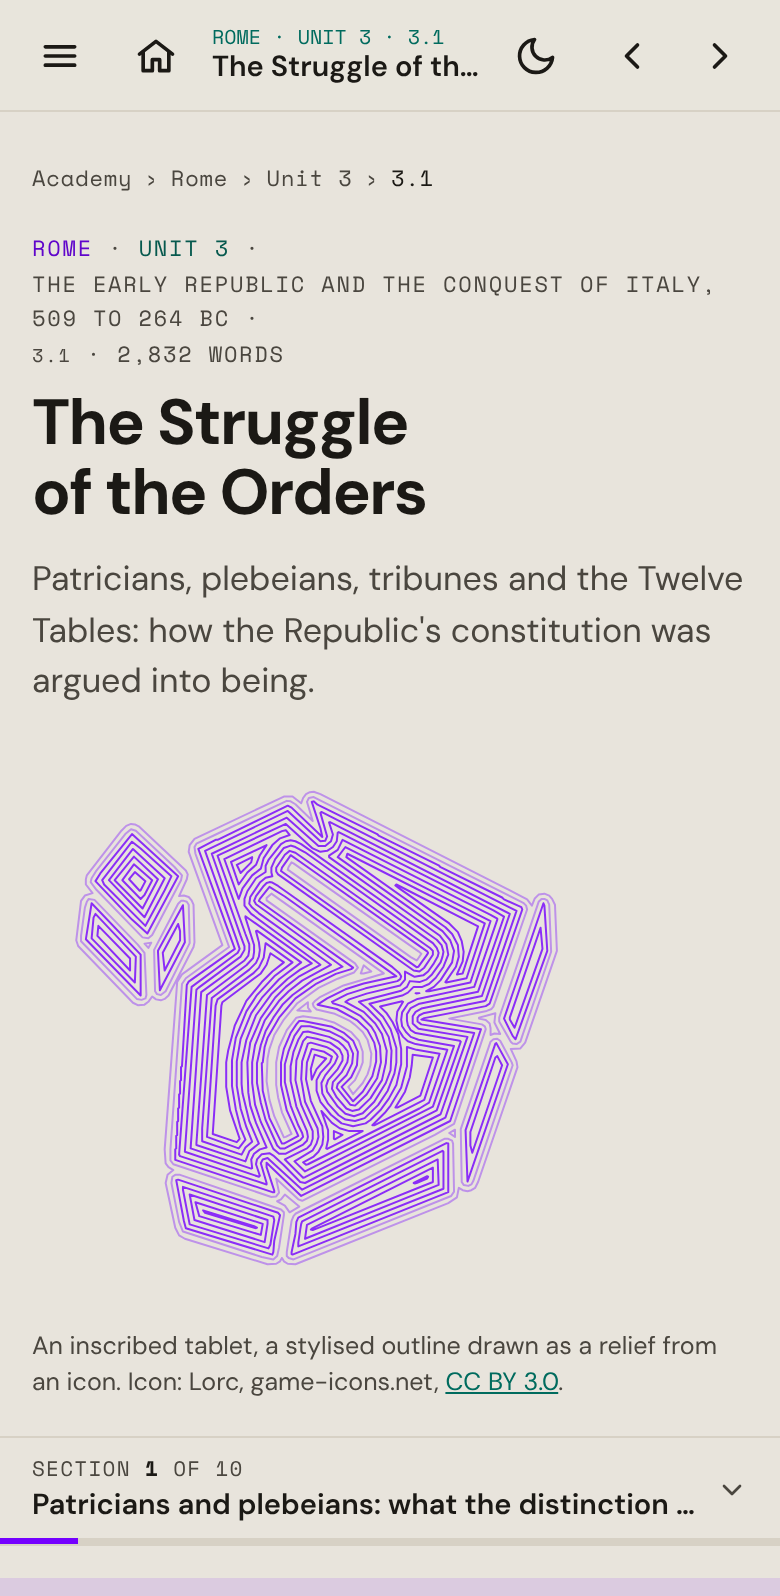 ROME · UNIT 3 · 3.1
The Struggle of th...
Academy › Rome › Unit 3 › 3.1
ROME · UNIT 3 ·
THE EARLY REPUBLIC AND THE CONQUEST OF ITALY,
509 TO 264 BC ·
3.1 · 2,832 WORDS
The Struggle
of the Orders
Patricians, plebeians, tribunes and the Twelve
Tables: how the Republic's constitution was
argued into being.
An inscribed tablet, a stylised outline drawn as a relief from
an icon. Icon: Lorc, game-icons.net, CC BY 3.0.
SECTION 1 OF 10
Patricians and plebeians: what the distinction ...